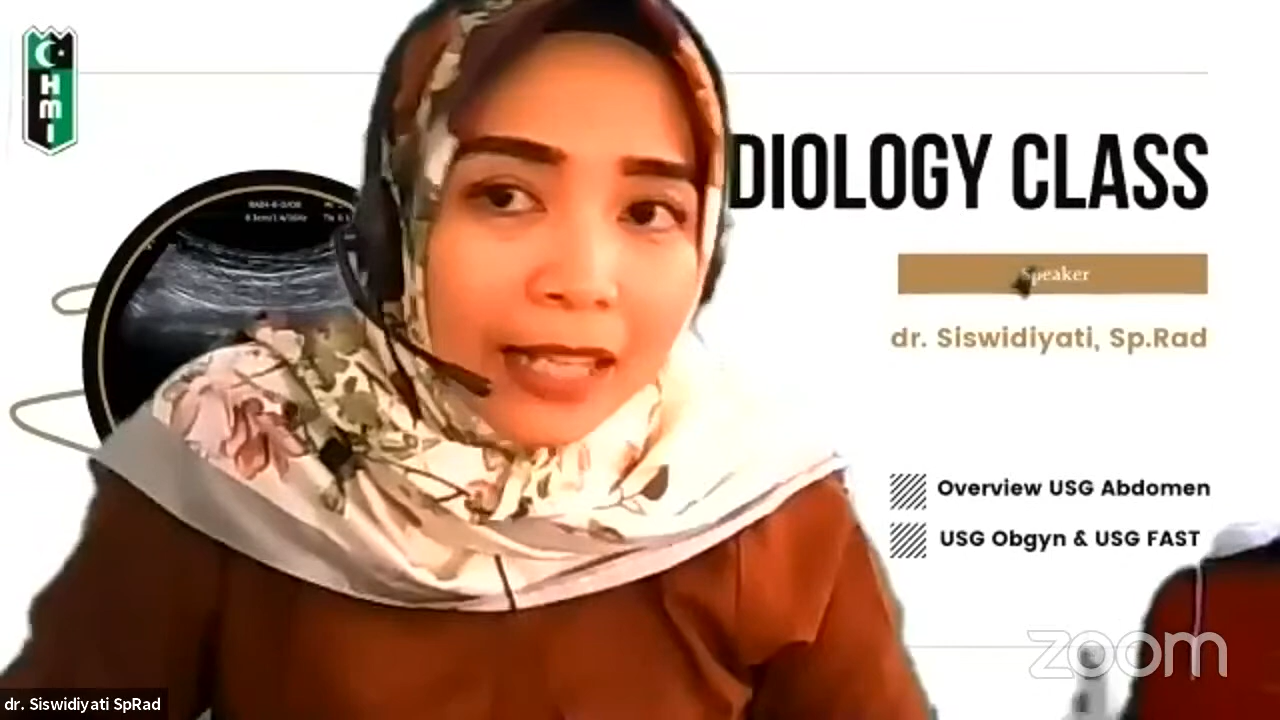 HMI
DIOLOGY CLASS
Speaker
dr. Siswidiyati, Sp.Rad
Overview USG Abdomen
USG Obgyn & USG FAST
zoom
dr. Siswidiyati SpRad